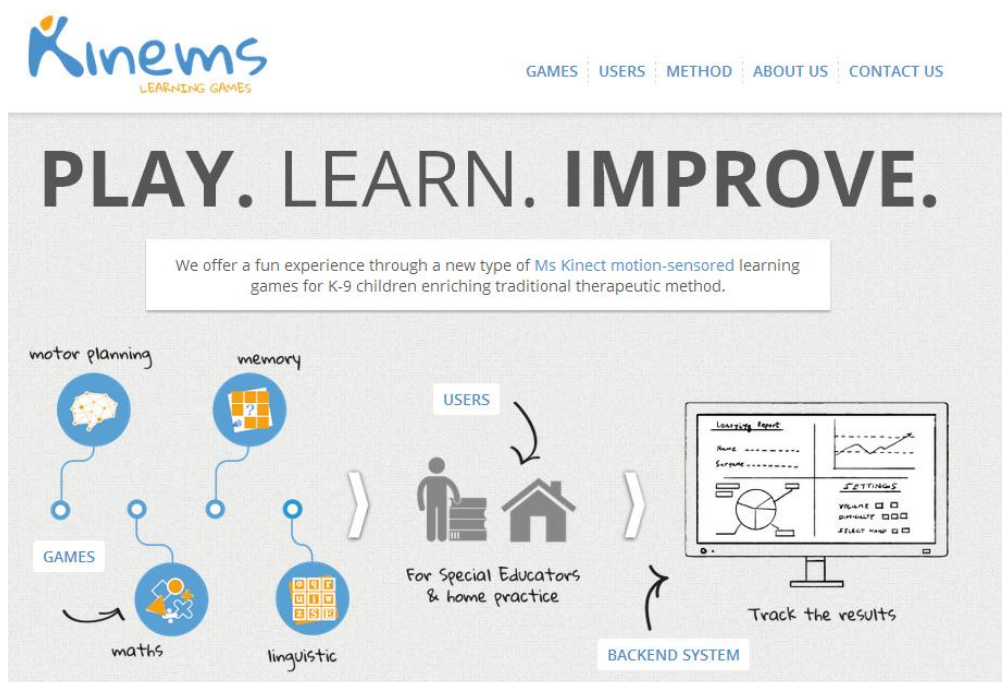 Kinems
LEARNING GAMES
GAMES USERS METHOD ABOUT US CONTACT US
PLAY. LEARN. IMPROVE.
We offer a fun experience through a new type of Ms Kinect motion-sensored learning
games for K-9 children enriching traditional therapeutic method.
motor planning
memory
?
GAMES
maths
o q r
u i w
z S E
linguistic
USERS
For Special Educators
& home practice
Learning Report
Name
Surname
SETTINGS
VOLUME
DIFFICULTY
SELECT HAND
Track the results
BACKEND SYSTEM